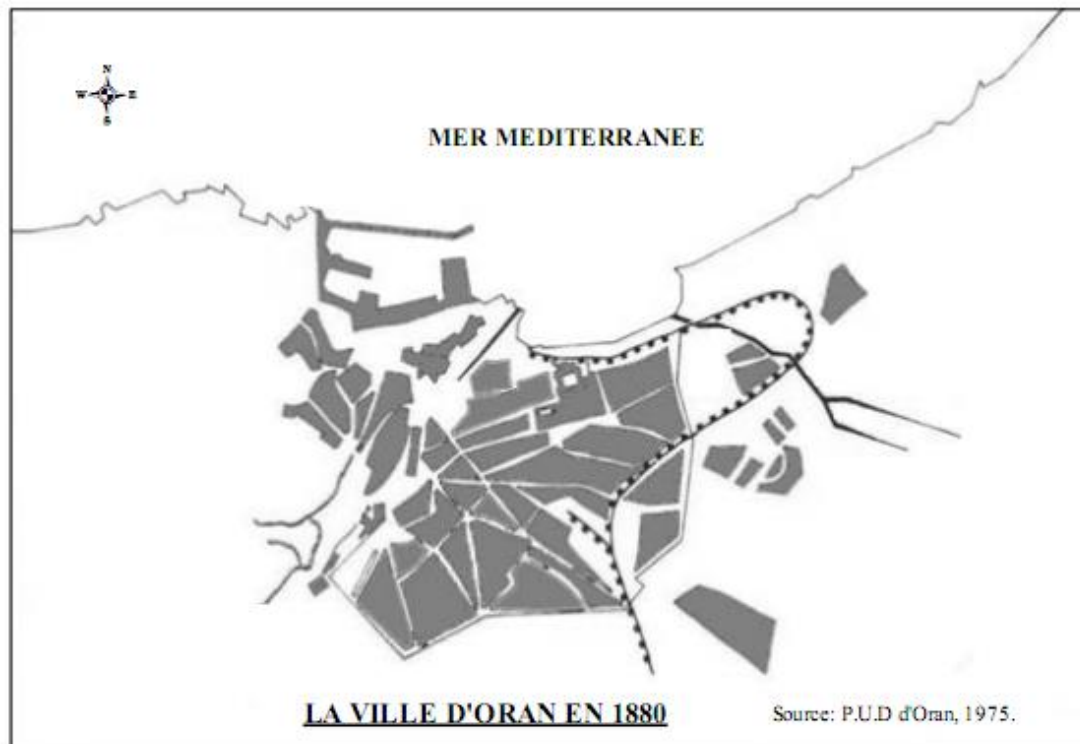 N
W E
S
MER MEDITERRANEE
LA VILLE D'ORAN EN 1880
Source: P.U.D d'Oran, 1975.